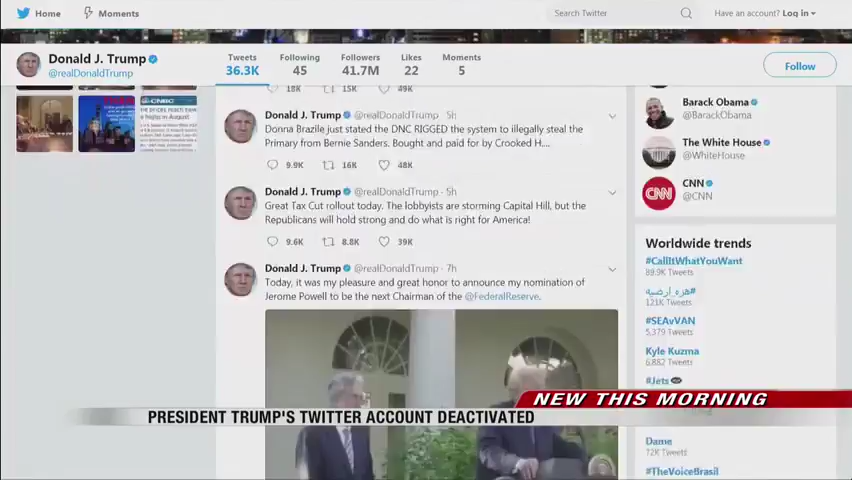 Home
Moments
Search Twitter
Have an account? Log in
Donald J. Trump
@realDonaldTrump
Tweets
36.3K
Following
45
Followers
41.7M
Likes
22
Moments
5
Follow
18K
15K
49K
CNBC
Donald J. Trump @realDonaldTrump · 5h
Donna Brazile just stated the DNC RIGGED the system to illegally steal the
Primary from Bernie Sanders. Bought and paid for by Crooked H....
9.9K 16K 48K
Donald J. Trump @realDonaldTrump · 5h
Great Tax Cut rollout today. The lobbyists are storming Capital Hill, but the
Republicans will hold strong and do what is right for America!
9.6K 8.8K 39K
Donald J. Trump @realDonaldTrump · 7h
Today, it was my pleasure and great honor to announce my nomination of
Jerome Powell to be the next Chairman of the @FederalReserve.
Barack Obama
@BarackObama
The White House
@WhiteHouse
CNN
CNN
@CNN
Worldwide trends
#CallItWhatYouWant
89.9K Tweets
121K Tweets
#SEAvVAN
5,379 Tweets
Kyle Kuzma
6,882 Tweets
#Jets
Dame
72K Tweets
#TheVoiceBrasil
NEW THIS MORNING
PRESIDENT TRUMP'S TWITTER ACCOUNT DEACTIVATED